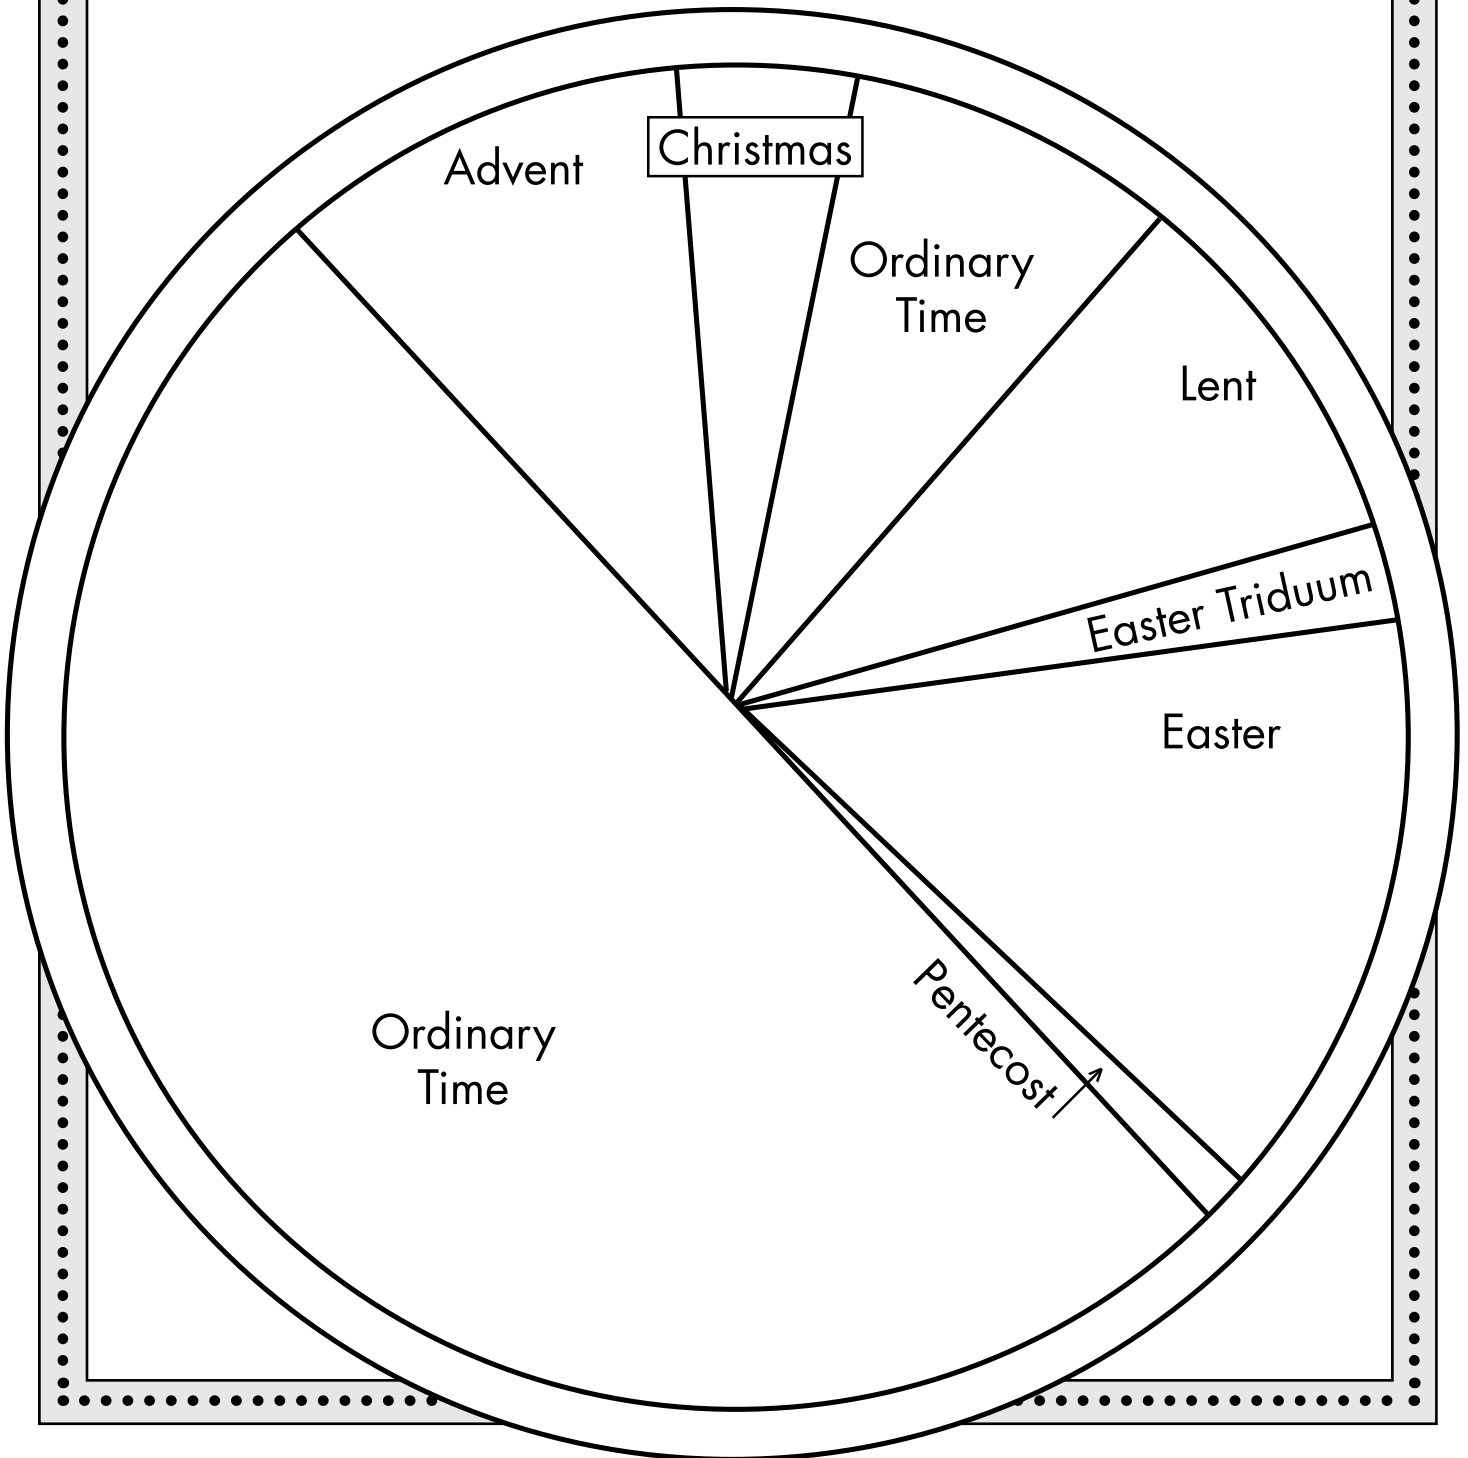 Christmas
Advent
Ordinary
Time
Lent
Easter Triduum
Easter
Pentecost
Ordinary
Time